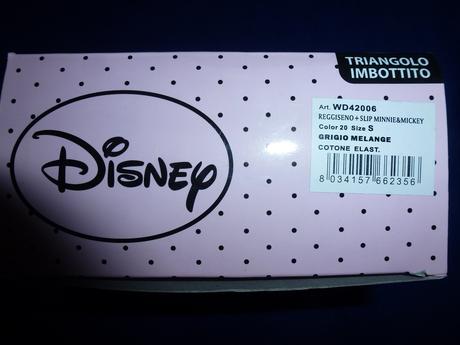 TRIANGOLO
IMBOTTITO
Disney
Art. WD42006
REGGISENO+SLIP MINNIE&MICKEY
Color 20 Size S
GRIGIO MELANGE
COTONE ELAST.
8 034157 662356